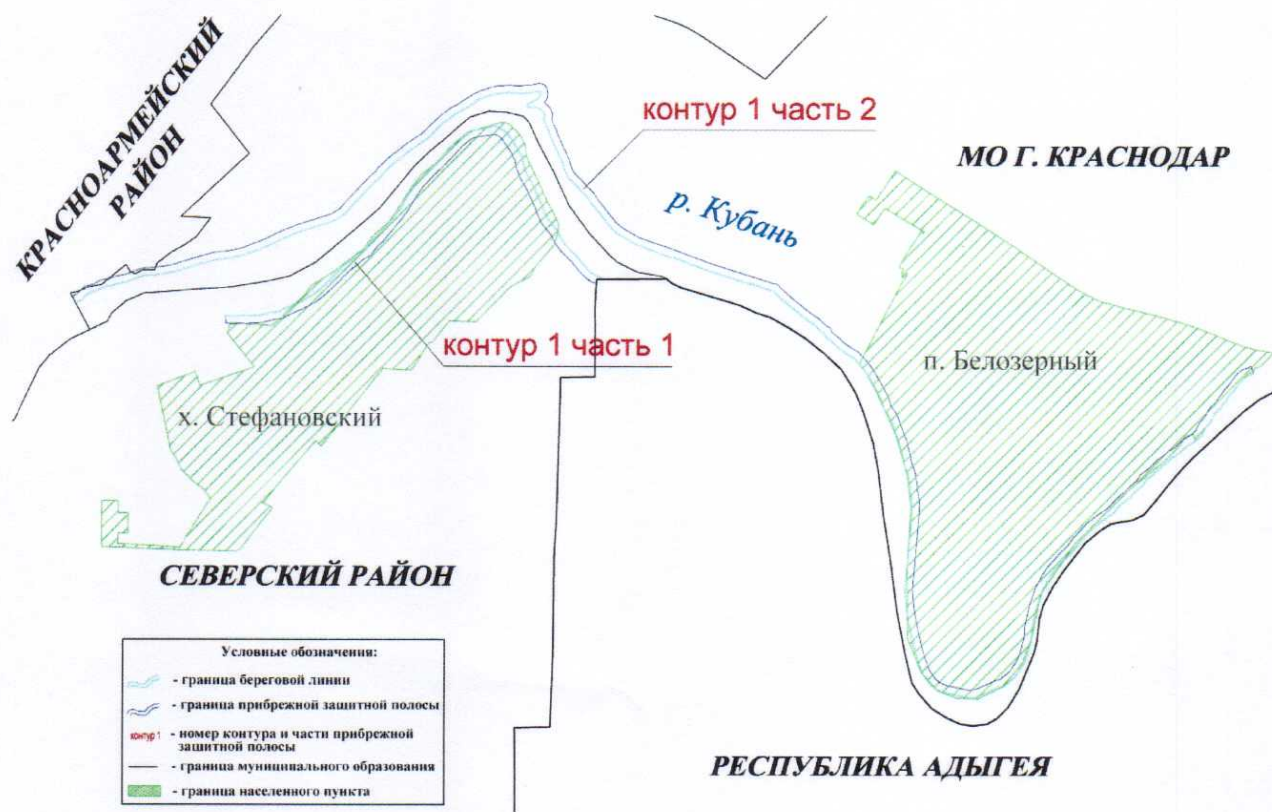 КРАСНОАРМЕЙСКИЙ
РАЙОН
контур 1 часть 2
МО Г. КРАСНОДАР
р. Кубань
контур 1 часть 1
п. Белозерный
х. Стефановский
СЕВЕРСКИЙ РАЙОН
РЕСПУБЛИКА АДЫГЕЯ
Условные обозначения:
- граница береговой линии
- граница прибрежной защитной полосы
контур 1 - номер контура и части прибрежной
защитной полосы
- граница муниципального образования
- граница населенного пункта